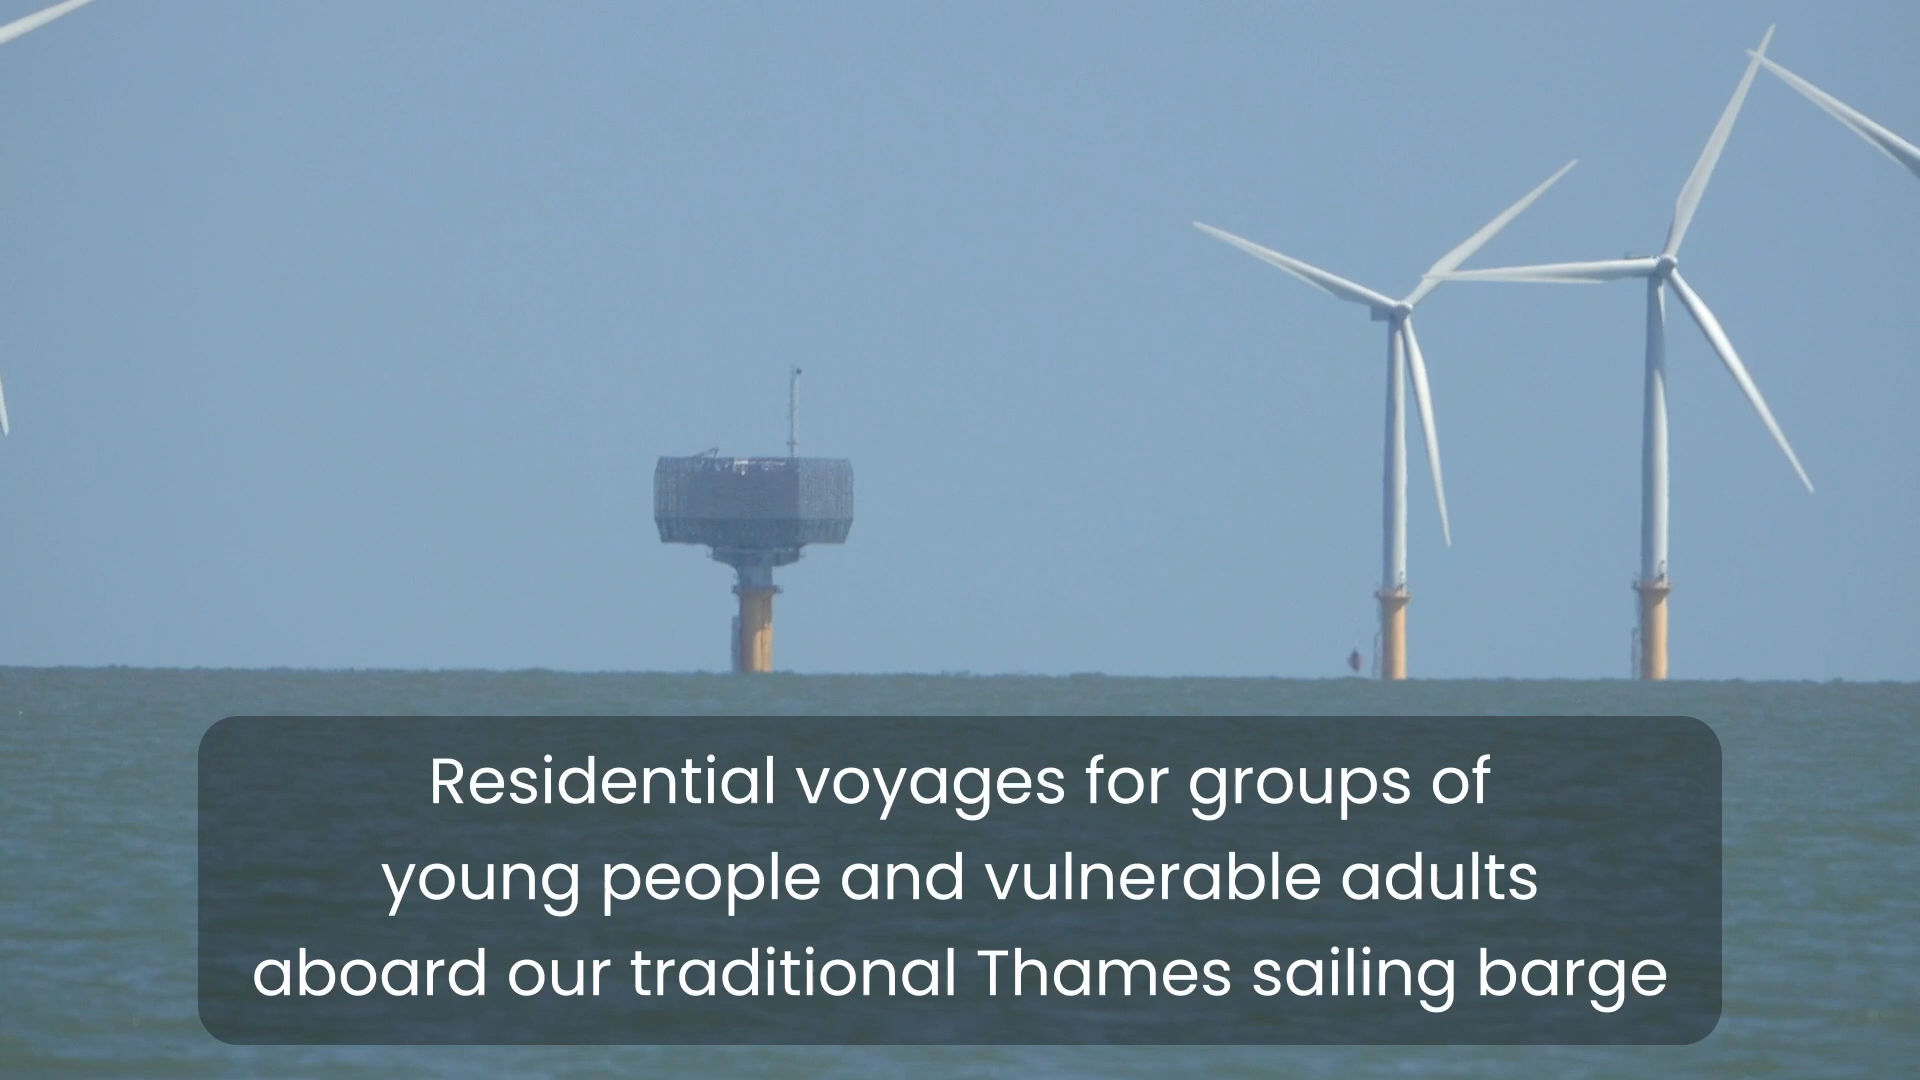 Residential voyages for groups of
young people and vulnerable adults
aboard our traditional Thames sailing barge